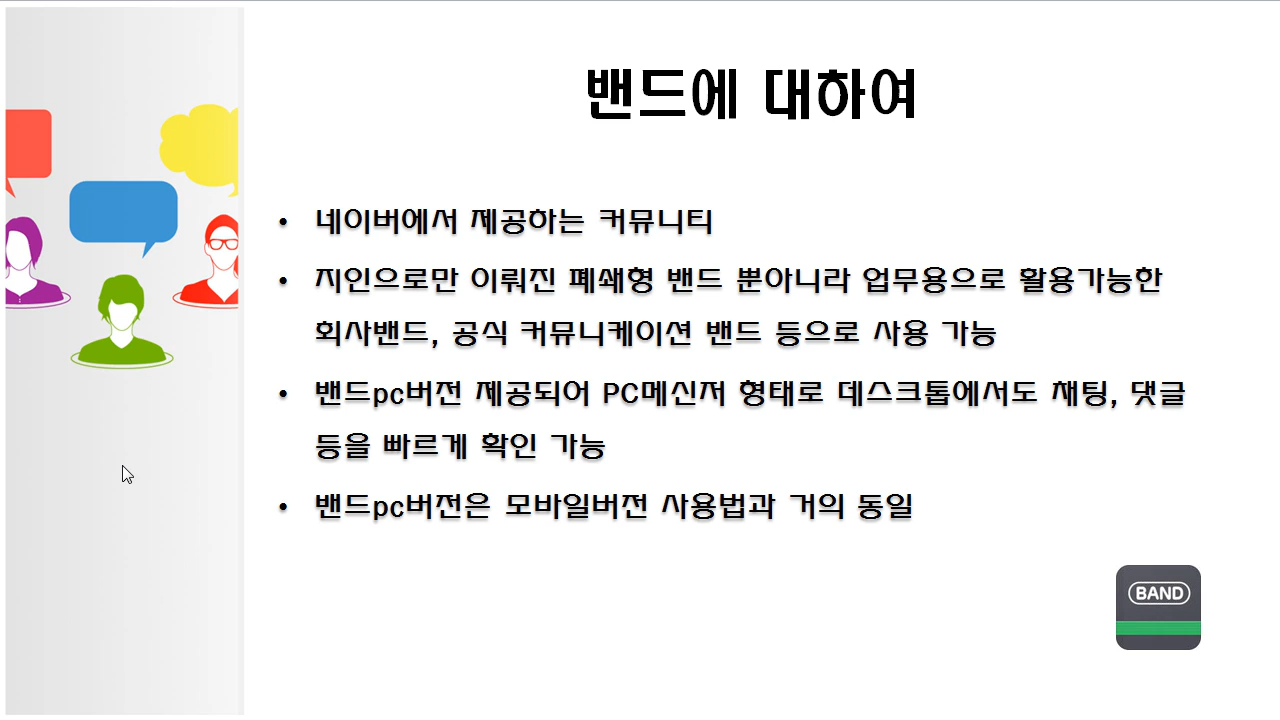 밴드에 대하여
• 네이버에서 제공하는 커뮤니티
• 지인으로만 이뤄진 폐쇄형 밴드 뿐아니라 업무용으로 활용가능한
회사밴드, 공식 커뮤니케이션 밴드 등으로 사용 가능
• 밴드pc버전 제공되어 PC메신저 형태로 데스크톱에서도 채팅, 댓글
등을 빠르게 확인 가능
• 밴드pc버전은 모바일버전 사용법과 거의 동일
BAND